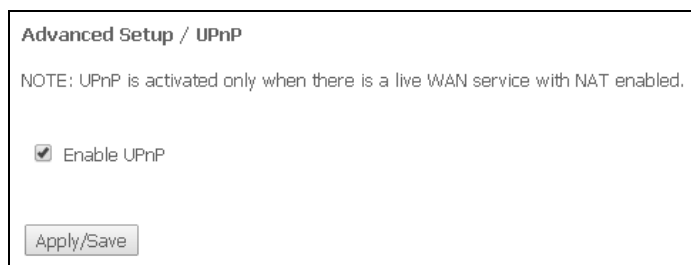 Advanced Setup / UPnP
NOTE: UPnP is activated only when there is a live WAN service with NAT enabled.
Enable UPnP
Apply/Save